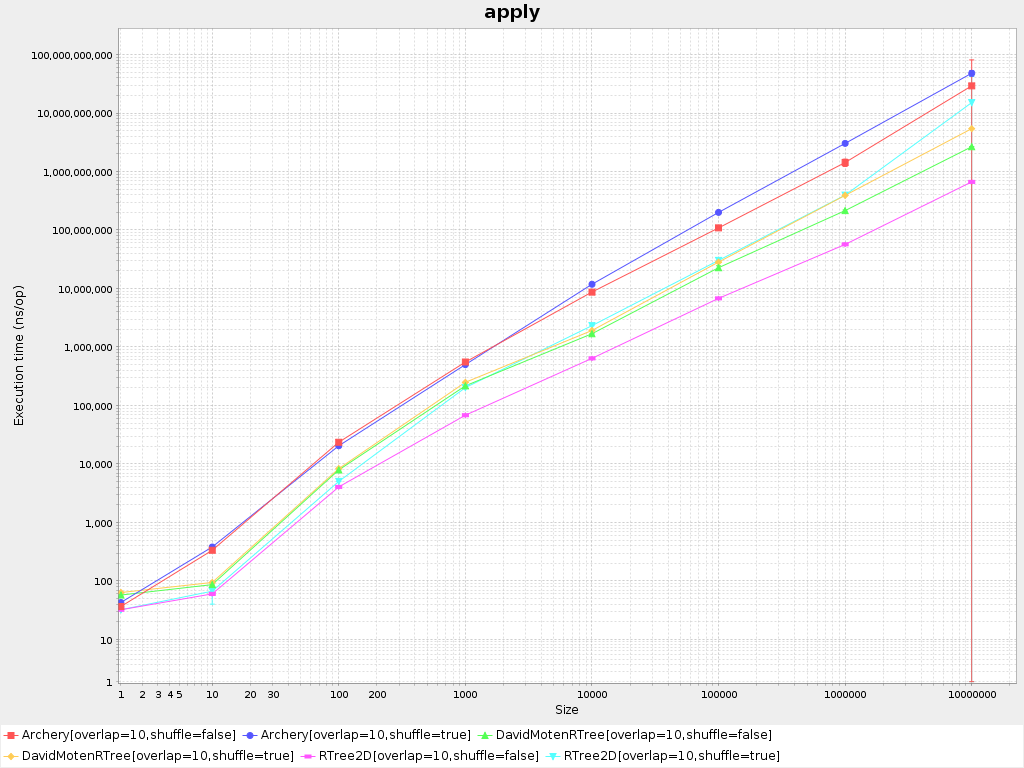 apply
100,000,000,000
10,000,000,000
1,000,000,000
100,000,000
10,000,000
1,000,000
100,000
10,000
1,000
100
10
1
Execution time (ns/op)
1 2 3 4 5 10 20 30 100 200 1000 10000 100000 1000000 10000000
Size
Archery[overlap=10,shuffle=false] Archery[overlap=10,shuffle=true] DavidMotenRTree[overlap=10,shuffle=false]
DavidMotenRTree[overlap=10,shuffle=true] RTree2D[overlap=10,shuffle=false] RTree2D[overlap=10,shuffle=true]